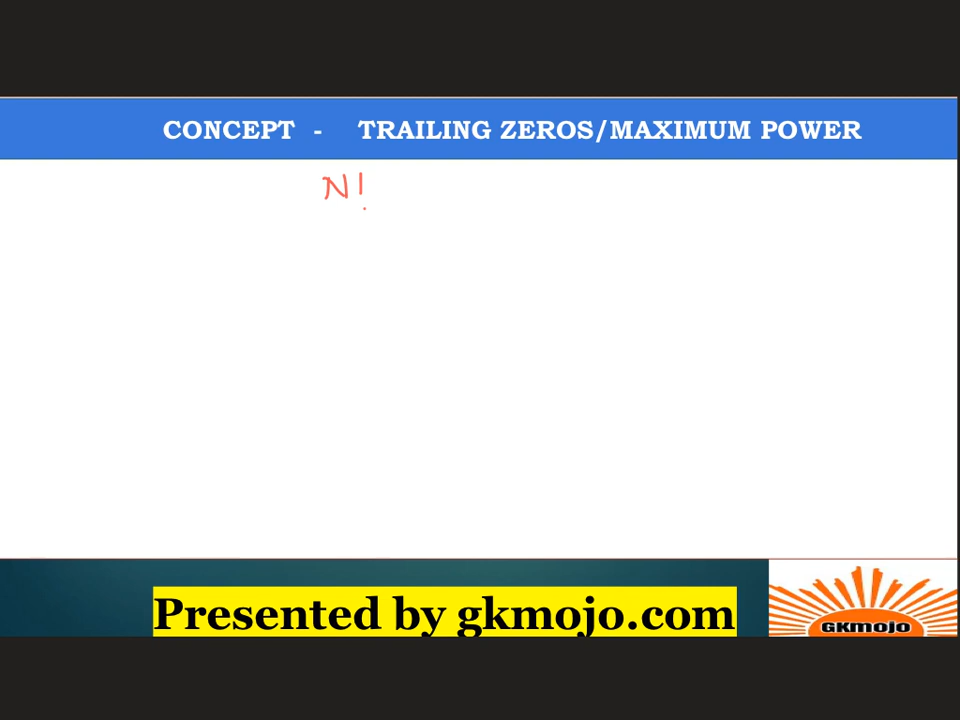 CONCEPT - TRAILING ZEROS/MAXIMUM POWER
N!
Presented by gkmojo.com
GKmojo